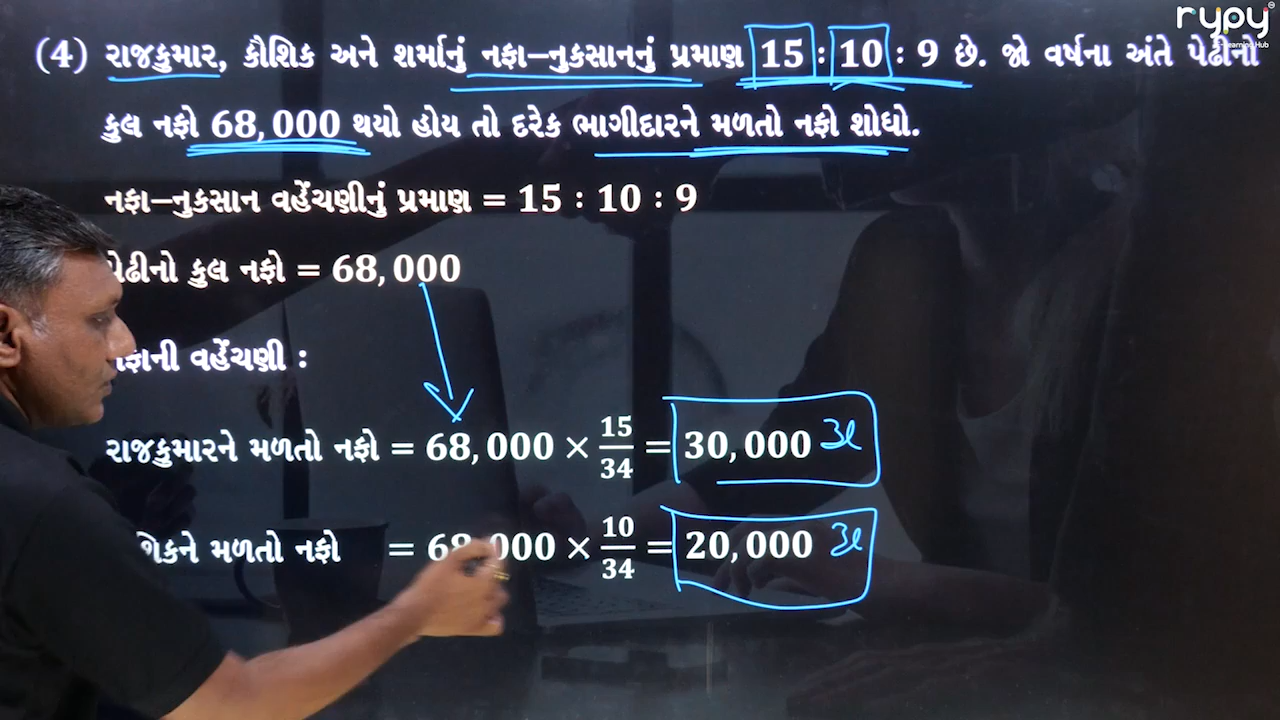 rypy
e-Learning Hub
(4) રાજકુમાર, કૌશિક અને શર્માનું નફા–નુકસાનનું પ્રમાણ 15 : 10 : 9 છે. જો વર્ષના અંતે પેઢીનો
કુલ નફો 68,000 થયો હોય તો દરેક ભાગીદારને મળતો નફો શોધો.
નફા–નુકસાન વહેંચણીનું પ્રમાણ = 15 : 10 : 9
પેઢીનો કુલ નફો = 68,000
વહેંચણી :
રાજકુમારને મળતો નફો = 68,000 × 15/34 = 30,000 રૂ
મળતો નફો = 68,000 × 10/34 = 20,000 રૂ